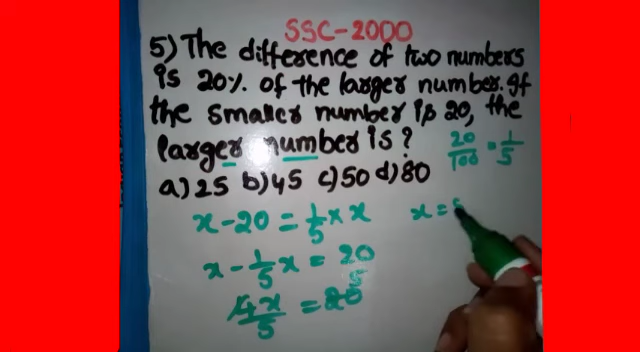 SSC-2000
5) The difference of two numbers
is 20% of the larger number. If
the smaller number is 20, the
larger number is?
20/100 = 1/5
a) 25 b) 45 c) 50 d) 80
x - 20 = 1/5 × x
x =
x - 1/5 x = 20
4x/5 = 20 5